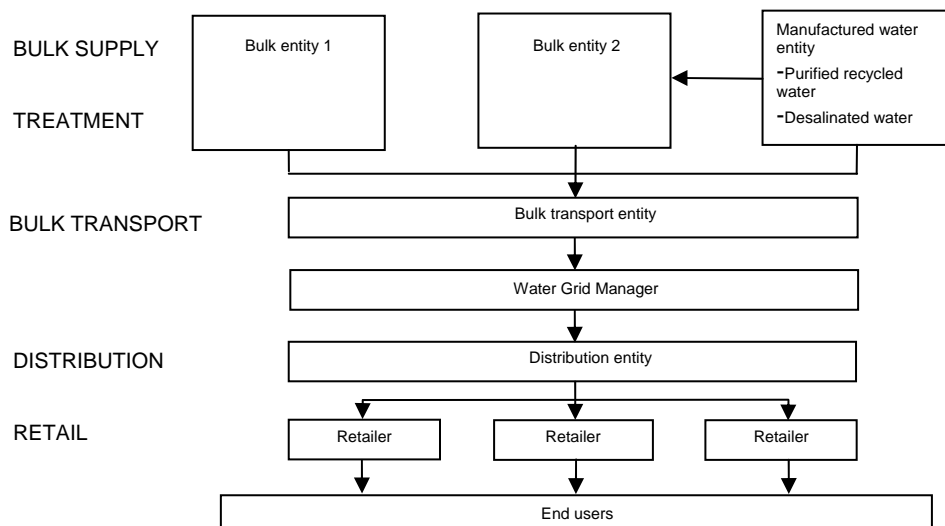 BULK SUPPLY
Bulk entity 1
Bulk entity 2
Manufactured water
entity
-Purified recycled
water
-Desalinated water
TREATMENT
BULK TRANSPORT
Bulk transport entity
Water Grid Manager
DISTRIBUTION
Distribution entity
RETAIL
Retailer
Retailer
Retailer
End users